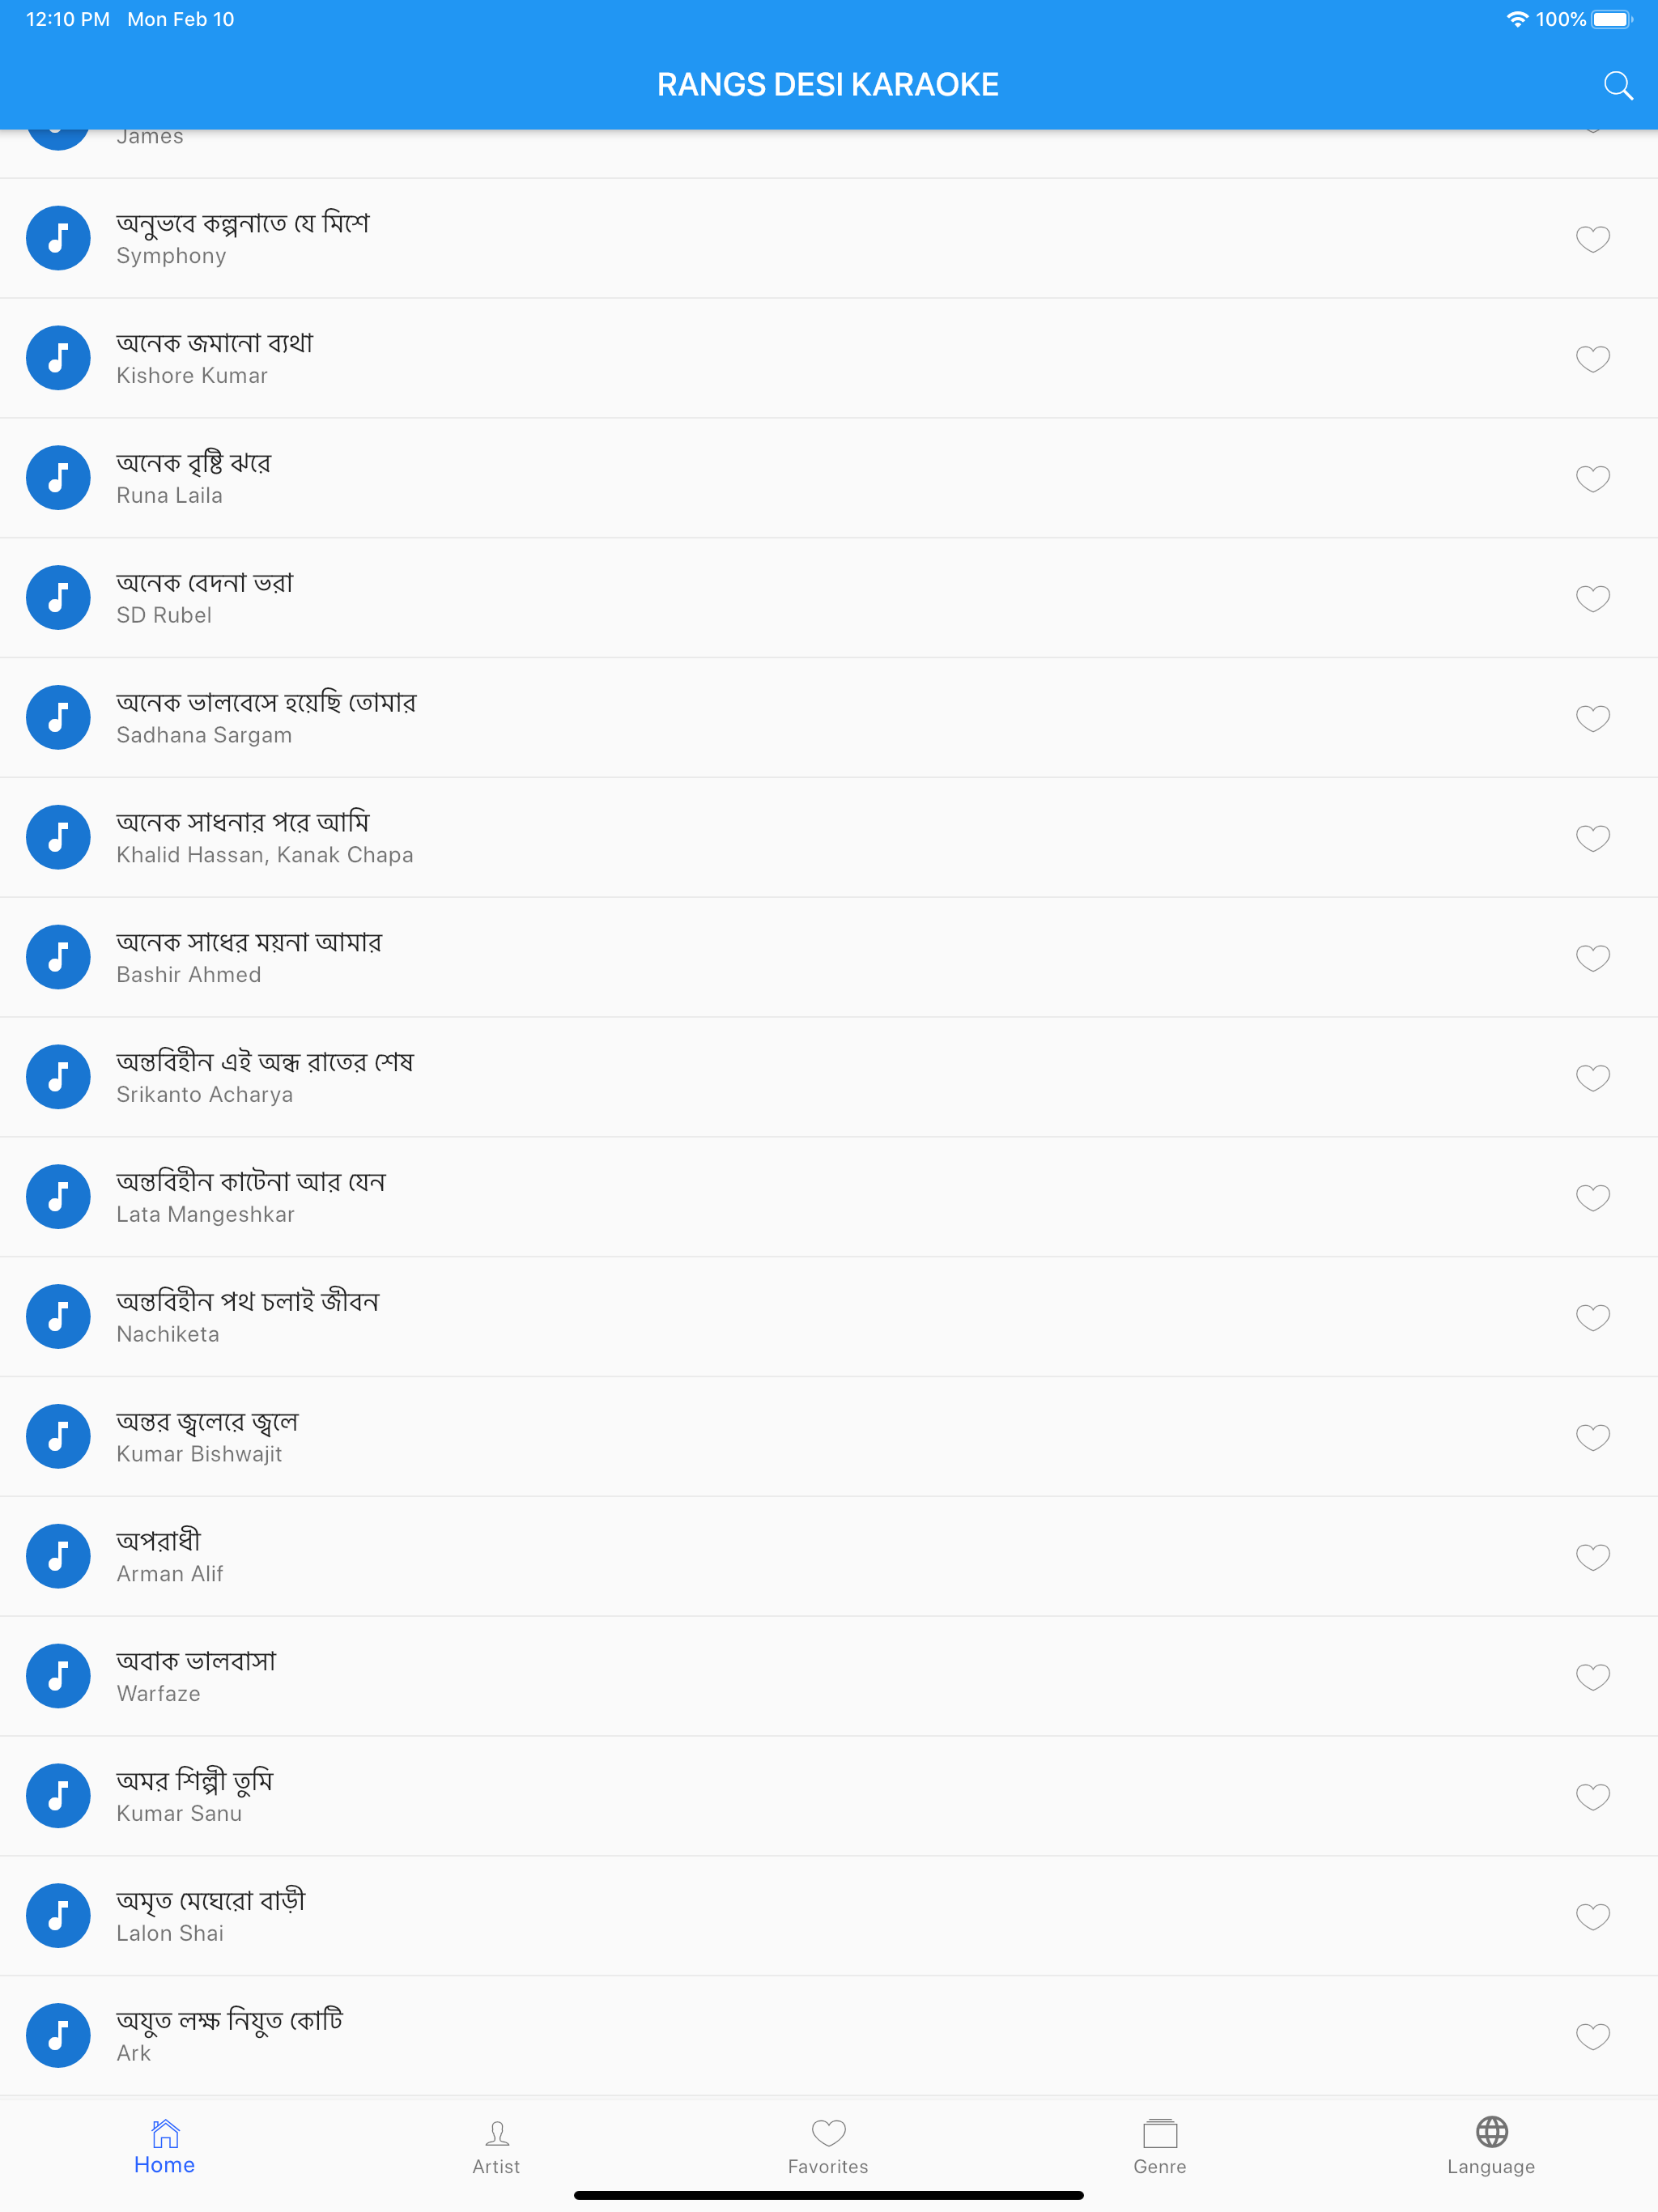 12:10 PM Mon Feb 10 100%
RANGS DESI KARAOKE
James
অনুভবে কল্পনাতে যে মিশে
Symphony
অনেক জমানো ব্যথা
Kishore Kumar
অনেক বৃষ্টি ঝরে
Runa Laila
অনেক বেদনা ভরা
SD Rubel
অনেক ভালবেসে হয়েছি তোমার
Sadhana Sargam
অনেক সাধনার পরে আমি
Khalid Hassan, Kanak Chapa
অনেক সাধের ময়না আমার
Bashir Ahmed
অন্তবিহীন এই অন্ধ রাতের শেষ
Srikanto Acharya
অন্তবিহীন কাটেনা আর যেন
Lata Mangeshkar
অন্তবিহীন পথ চলাই জীবন
Nachiketa
অন্তর জ্বলেরে জ্বলে
Kumar Bishwajit
অপরাধী
Arman Alif
অবাক ভালবাসা
Warfaze
অমর শিল্পী তুমি
Kumar Sanu
অমৃত মেঘেরো বাড়ী
Lalon Shai
অযুত লক্ষ নিযুত কোটি
Ark
Home Artist Favorites Genre Language